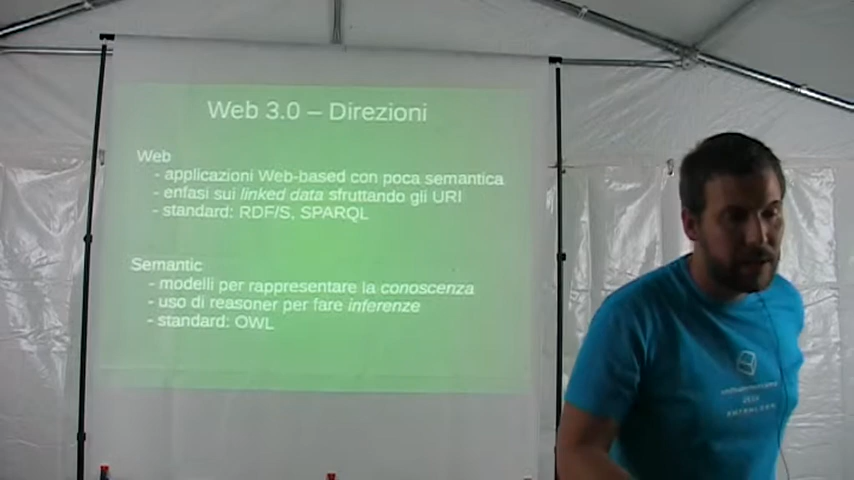 Web 3.0 – Direzioni
Web
- applicazioni Web-based con poca semantica
- enfasi sui linked data sfruttando gli URI
- standard: RDF/S, SPARQL
Semantic
- modelli per rappresentare la conoscenza
- uso di reasoner per fare inferenze
- standard: OWL